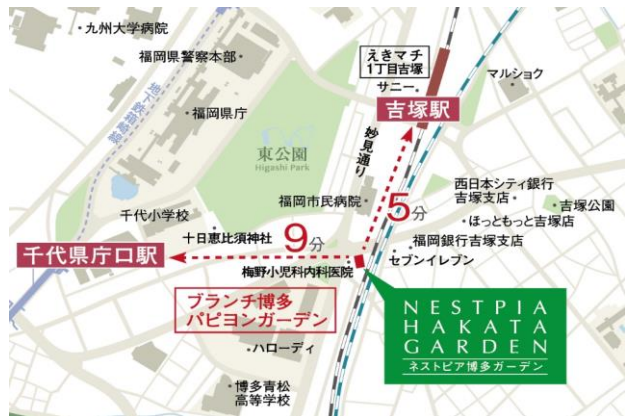 九州大学病院
福岡県警察本部
地下鉄箱崎線
福岡県庁
えきマチ
1丁目吉塚
サニー
マルショク
吉塚駅
妙見通り
東公園
Higashi Park
福岡市民病院
5分
西日本シティ銀行
吉塚支店
吉塚公園
ほっともっと吉塚店
福岡銀行吉塚支店
セブンイレブン
千代小学校
十日恵比須神社
9分
千代県庁口駅
梅野小児科内科医院
ブランチ博多
パピヨンガーデン
NESTPIA
HAKATA
GARDEN
ネストピア博多ガーデン
ハローデイ
博多青松
高等学校